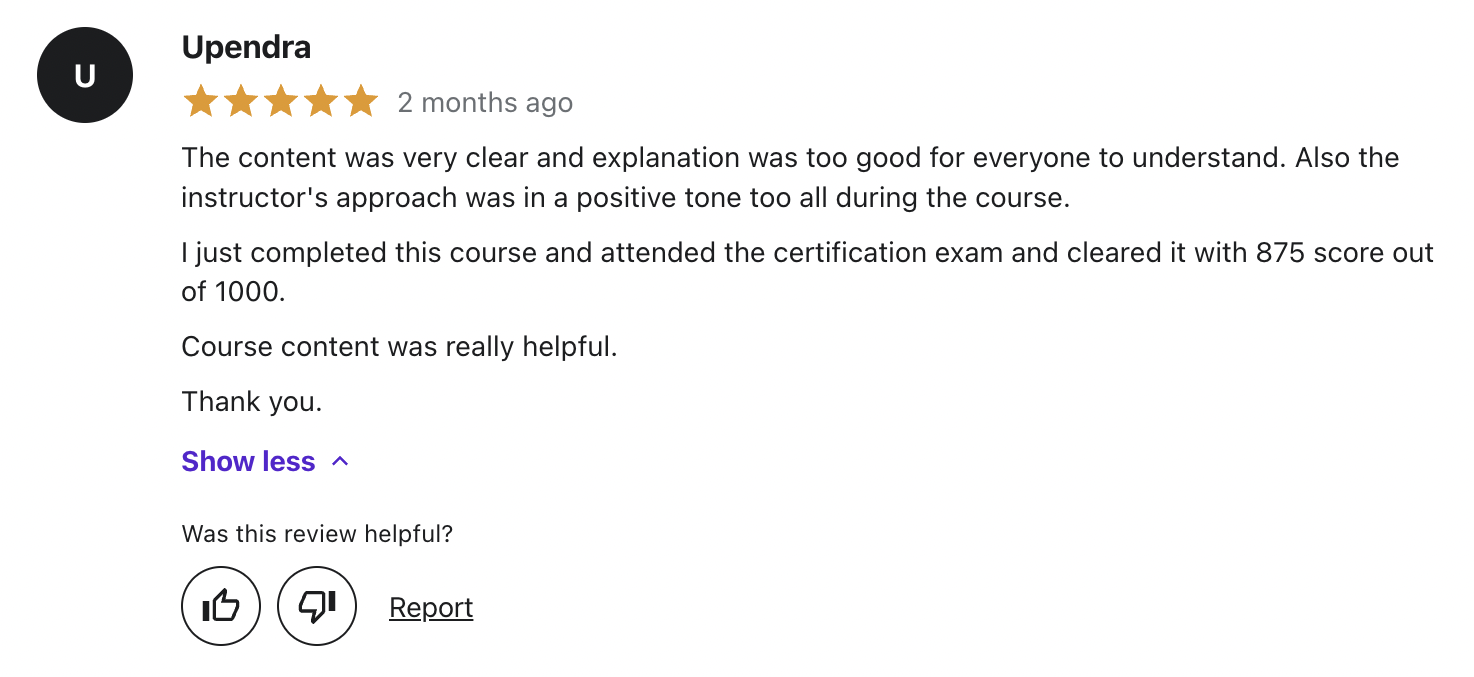 U
Upendra
2 months ago
The content was very clear and explanation was too good for everyone to understand. Also the
instructor's approach was in a positive tone too all during the course.
I just completed this course and attended the certification exam and cleared it with 875 score out
of 1000.
Course content was really helpful.
Thank you.
Show less
Was this review helpful?
Report